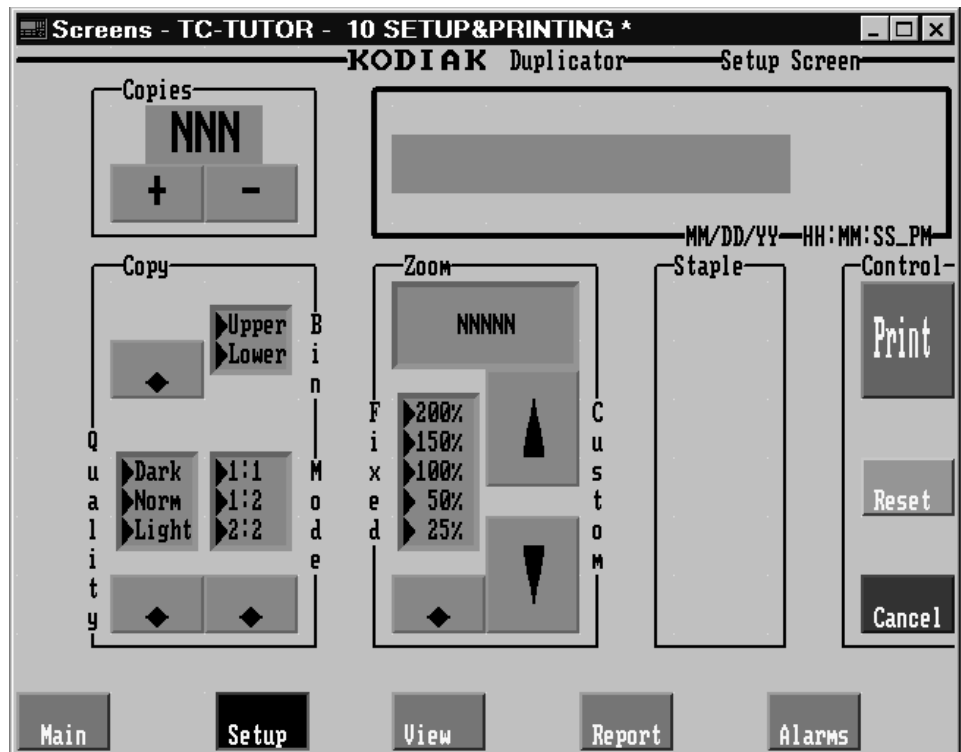 Screens - TC-TUTOR - 10 SETUP&PRINTING *
KODIAK Duplicator Setup Screen
Copies
NNN
+ -
MM/DD/YY HH:MM:SS_PM
Copy
Upper
Lower
Bin
Quality
Dark
Norm
Light
1:1
1:2
2:2
Mode
Zoom
NNNNN
Fixed
200%
150%
100%
50%
25%
Custom
Staple
Control
Print
Reset
Cancel
Main Setup View Report Alarms